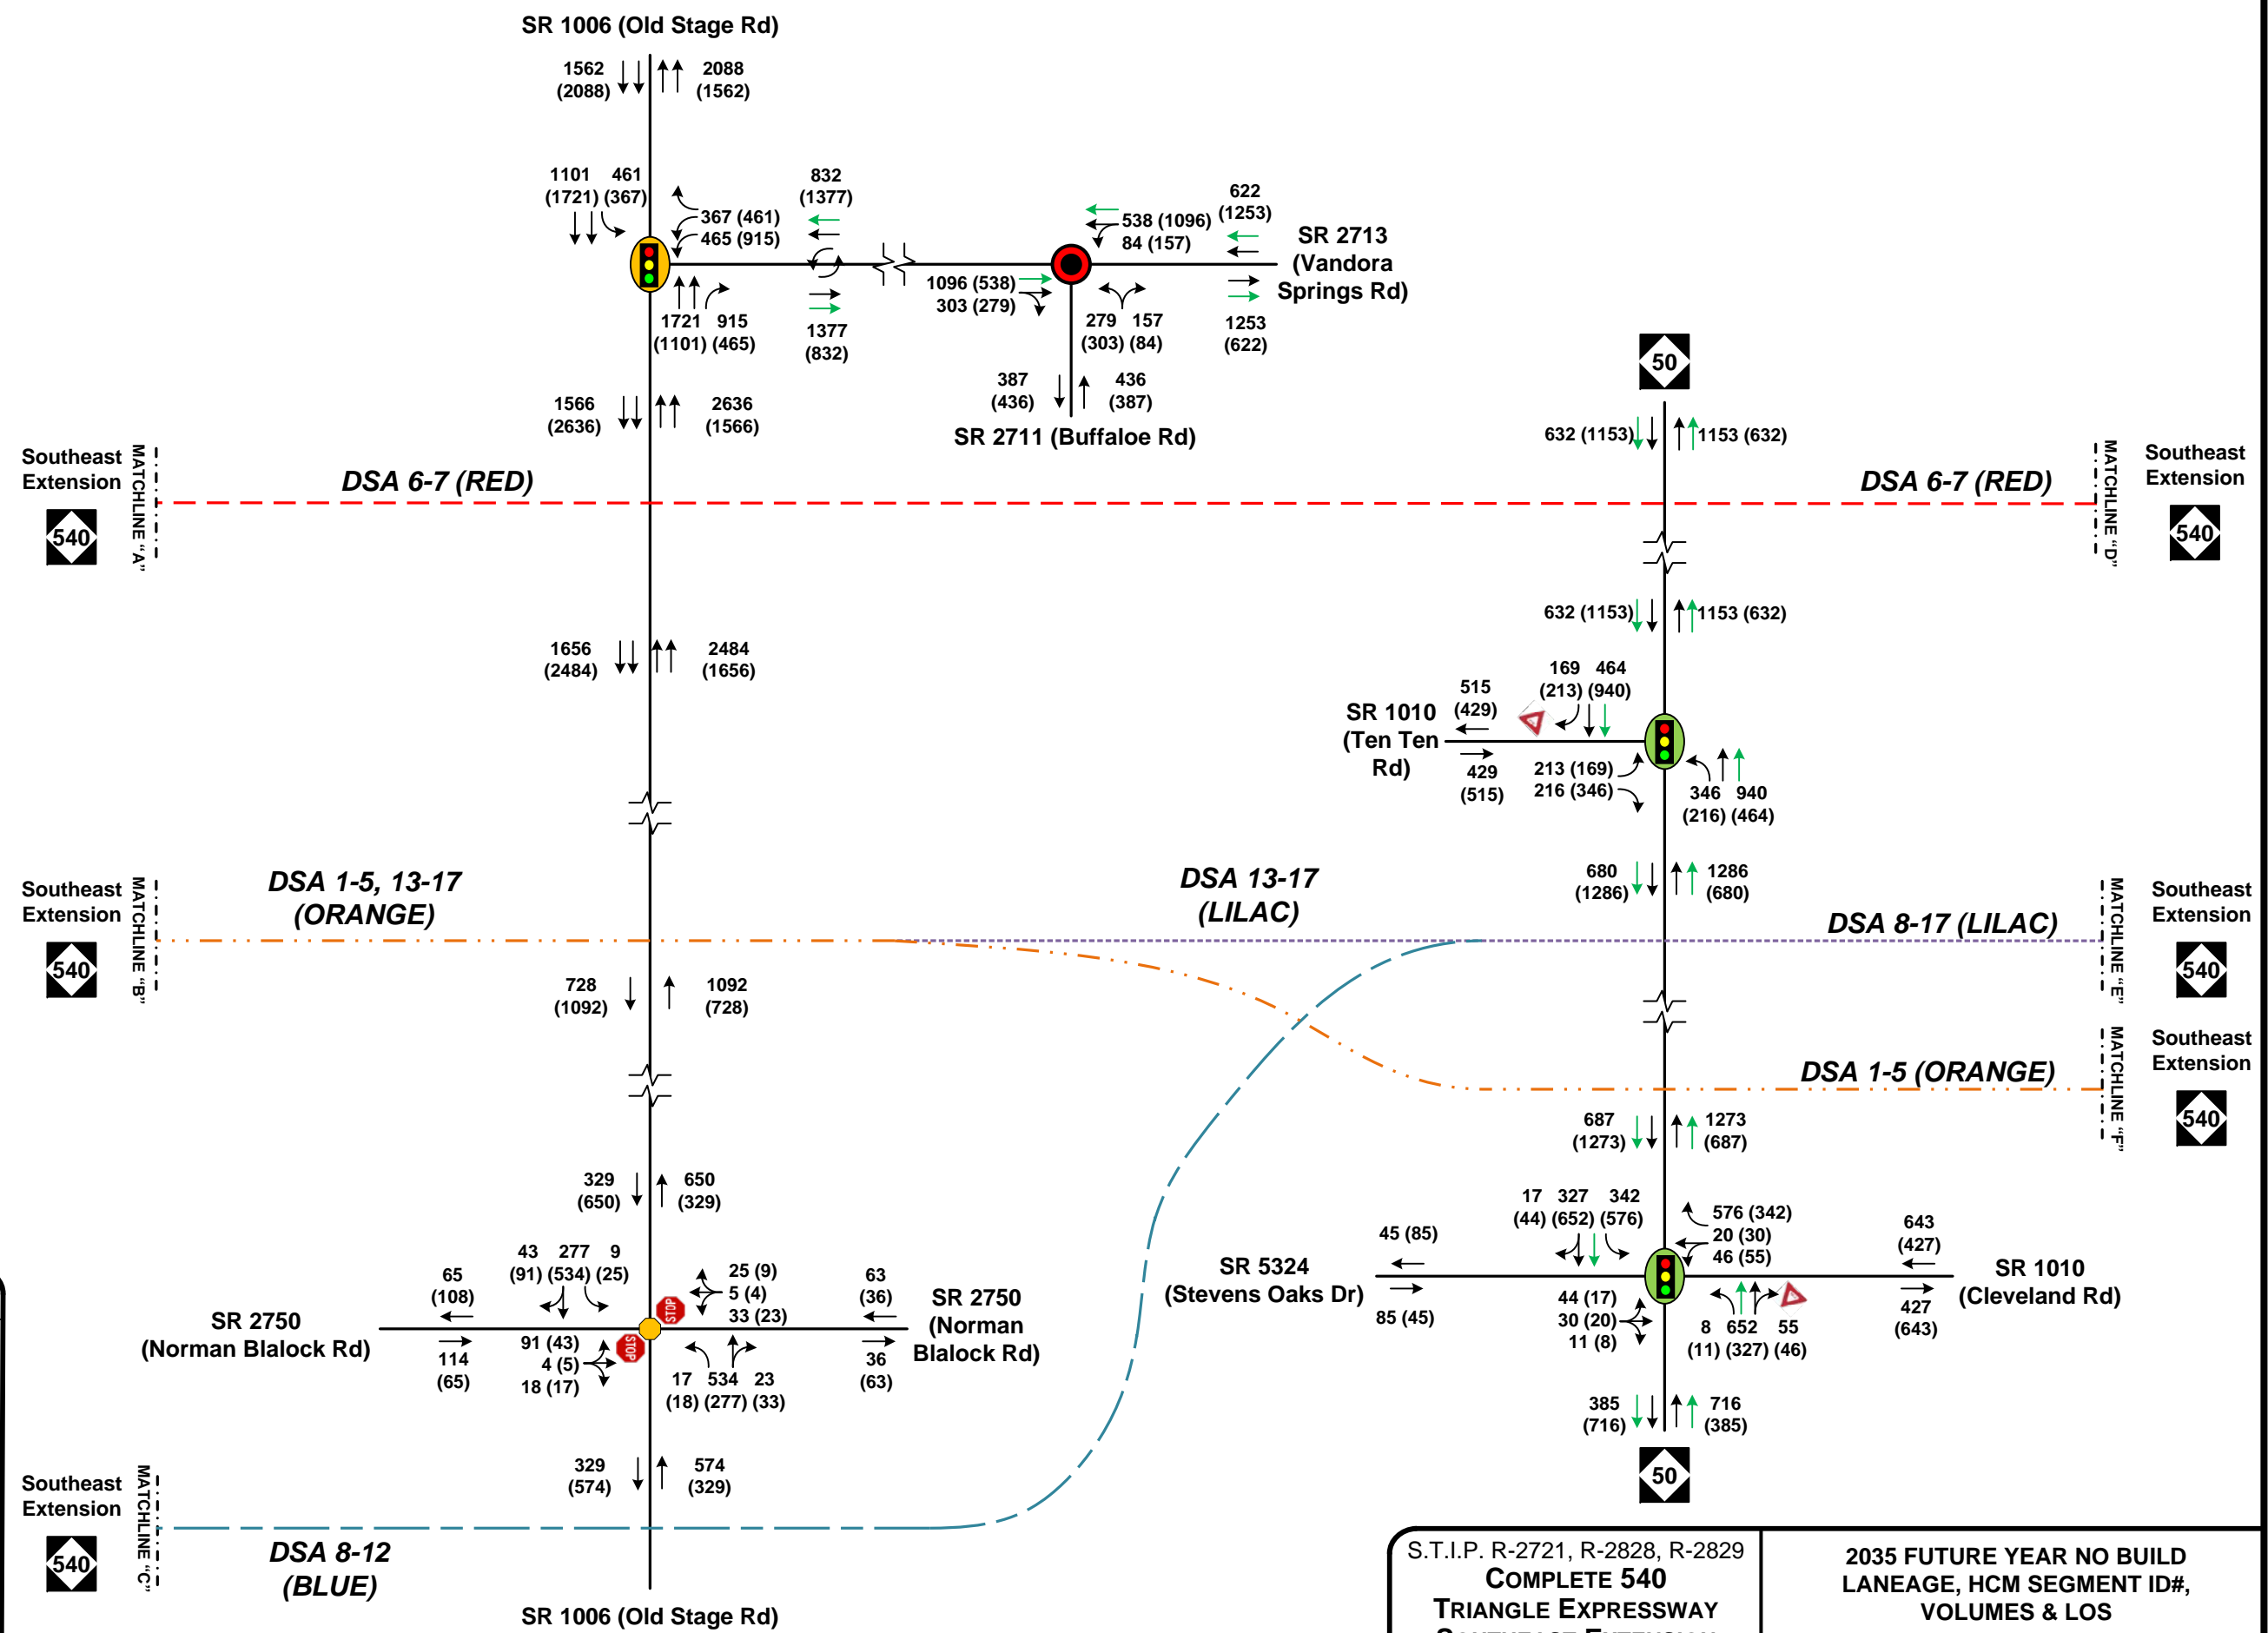 SR 1006 (Old Stage Rd)
1562
(2088)
2088
(1562)
1101 461
(1721) (367)
367 (461)
465 (915)
832
(1377)
1721 915
(1101) (465)
1377
(832)
1096 (538)
303 (279)
538 (1096)
84 (157)
622
(1253)
SR 2713
(Vandora
Springs Rd)
279 157
(303) (84)
1253
(622)
387
(436)
436
(387)
SR 2711 (Buffaloe Rd)
1566
(2636)
2636
(1566)
50
632 (1153)
1153 (632)
Southeast
Extension
540
MATCHLINE “A”
DSA 6-7 (RED)
DSA 6-7 (RED)
MATCHLINE “D”
Southeast
Extension
540
1656
(2484)
2484
(1656)
632 (1153)
1153 (632)
169 464
(213) (940)
515
(429)
SR 1010
(Ten Ten
Rd)
429
(515)
213 (169)
216 (346)
346 940
(216) (464)
680
(1286)
1286
(680)
Southeast
Extension
540
MATCHLINE “B”
DSA 1-5, 13-17
(ORANGE)
DSA 13-17
(LILAC)
DSA 8-17 (LILAC)
MATCHLINE “E”
Southeast
Extension
540
728
(1092)
1092
(728)
DSA 1-5 (ORANGE)
MATCHLINE “F”
Southeast
Extension
540
687
(1273)
1273
(687)
329
(650)
650
(329)
43 277 9
(91) (534) (25)
25 (9)
5 (4)
33 (23)
65
(108)
63
(36)
SR 2750
(Norman Blalock Rd)
STOP
STOP
SR 2750
(Norman
Blalock Rd)
114
(65)
91 (43)
4 (5)
18 (17)
17 534 23
(18) (277) (33)
36
(63)
17 327 342
(44) (652) (576)
576 (342)
20 (30)
46 (55)
45 (85)
643
(427)
SR 5324
(Stevens Oaks Dr)
SR 1010
(Cleveland Rd)
85 (45)
44 (17)
30 (20)
11 (8)
8 652 55
(11) (327) (46)
427
(643)
385
(716)
716
(385)
50
329
(574)
574
(329)
Southeast
Extension
540
MATCHLINE “C”
DSA 8-12
(BLUE)
SR 1006 (Old Stage Rd)
S.T.I.P. R-2721, R-2828, R-2829
COMPLETE 540
TRIANGLE EXPRESSWAY
SOUTHEAST EXTENSION
2035 FUTURE YEAR NO BUILD
LANEAGE, HCM SEGMENT ID#,
VOLUMES & LOS